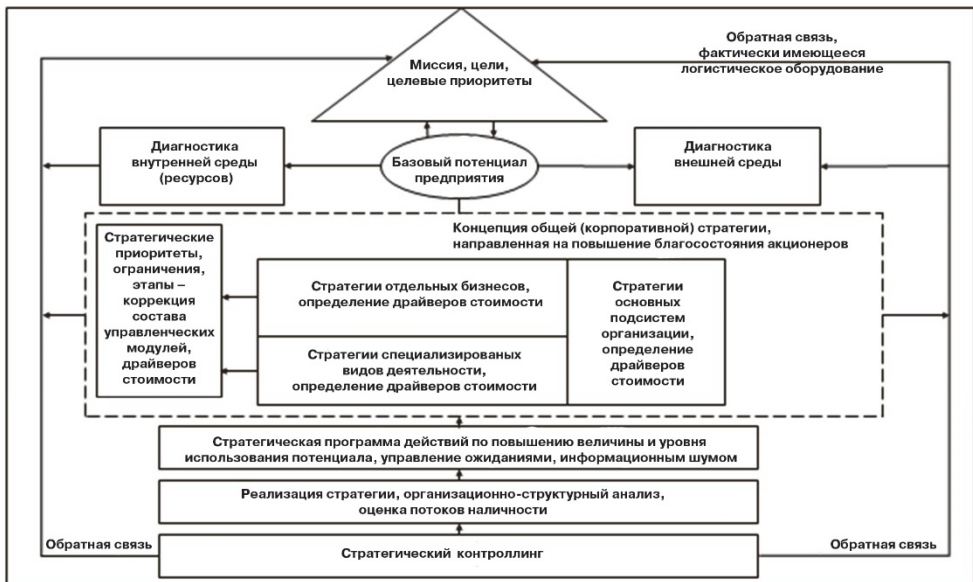 Обратная связь,
фактически имеющееся
логистическое оборудование
Миссия, цели,
целевые приоритеты
Диагностика
внутренней среды
(ресурсов)
Базовый потенциал
предприятия
Диагностика
внешней среды
Концепция общей (корпоративной) стратегии,
направленная на повышение благосостояния акционеров
Стратегические
приоритеты,
ограничения,
этапы –
коррекция
состава
управленческих
модулей,
драйверов
стоимости
Стратегии отдельных бизнесов,
определение драйверов стоимости
Стратегии специализированых
видов деятельности,
определение драйверов стоимости
Стратегии
основных
подсистем
организации,
определение
драйверов
стоимости
Стратегическая программа действий по повышению величины и уровня
использования потенциала, управление ожиданиями, информационным шумом
Реализация стратегии, организационно-структурный анализ,
оценка потоков наличности
Обратная связь
Стратегический контроллинг
Обратная связь